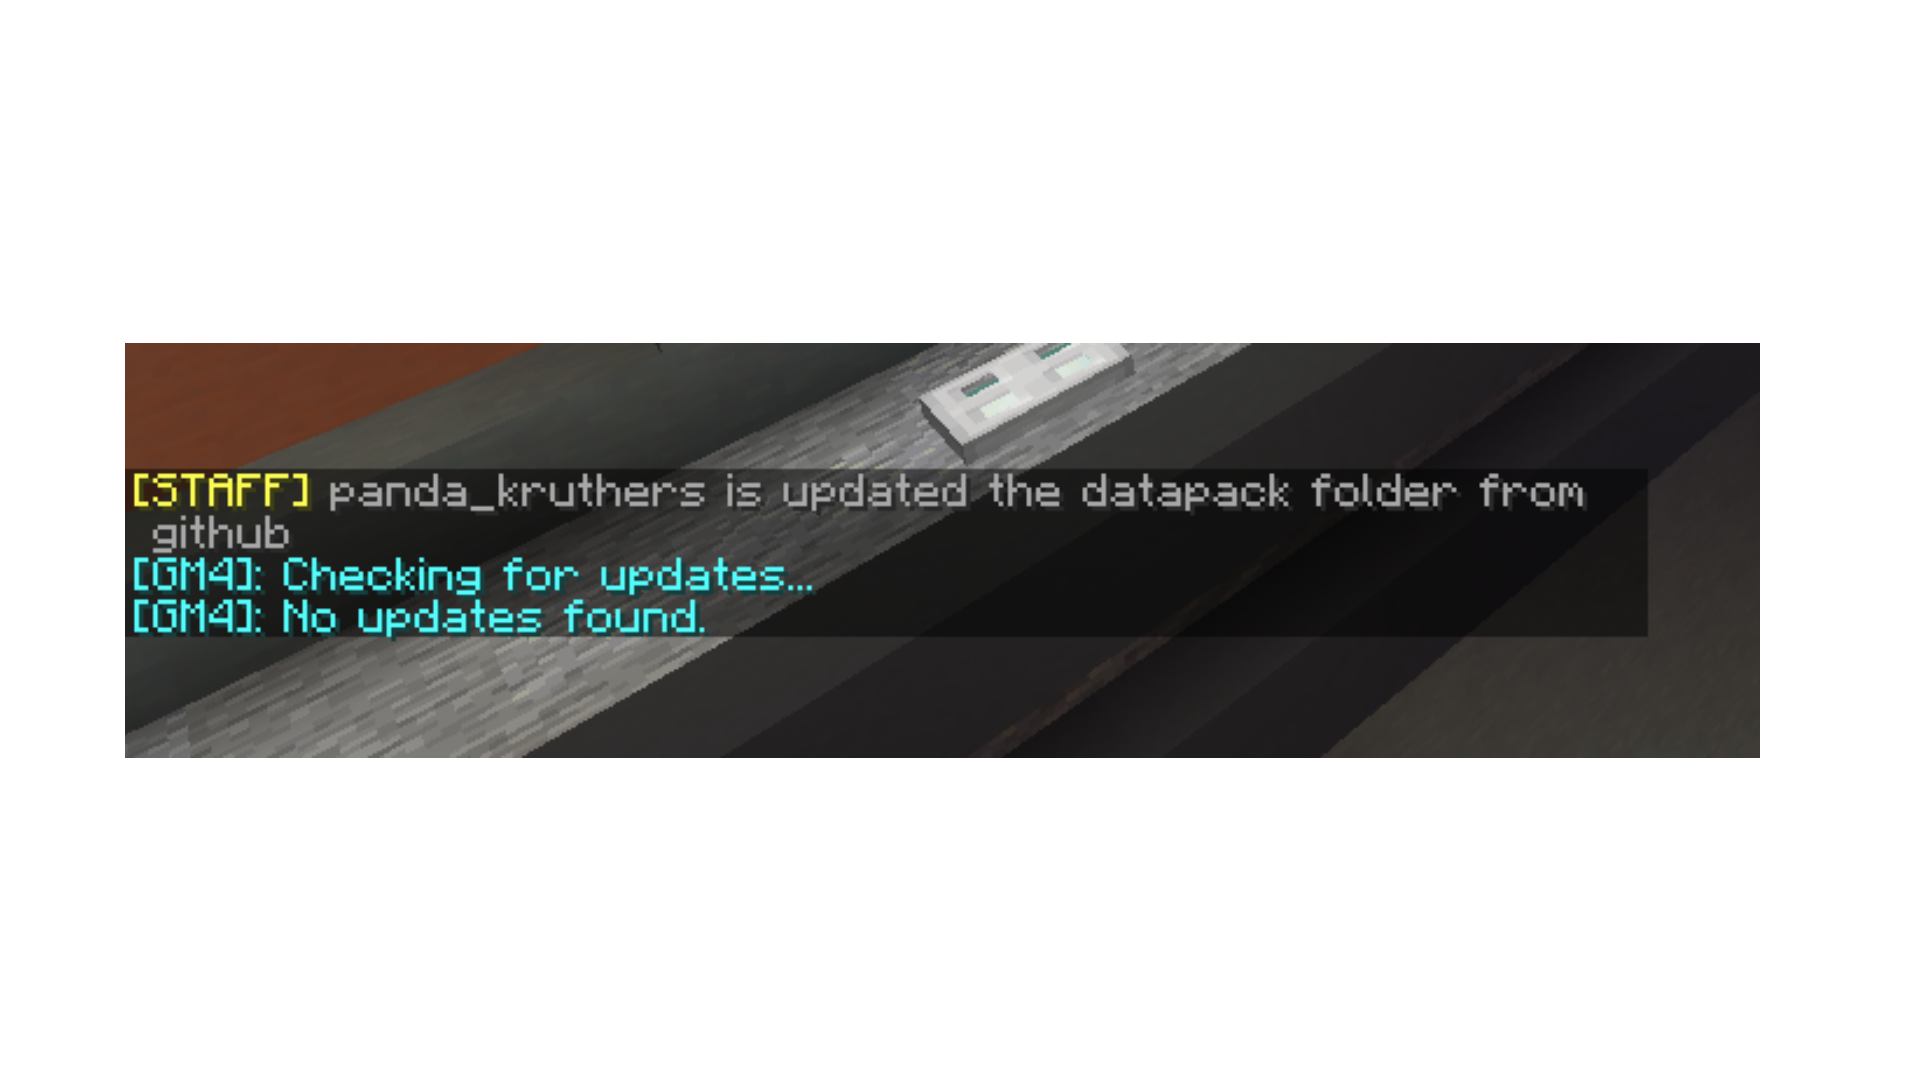 [STAFF] panda_kruthers is updated the datapack folder from
github
[GM4]: Checking for updates...
[GM4]: No updates found.